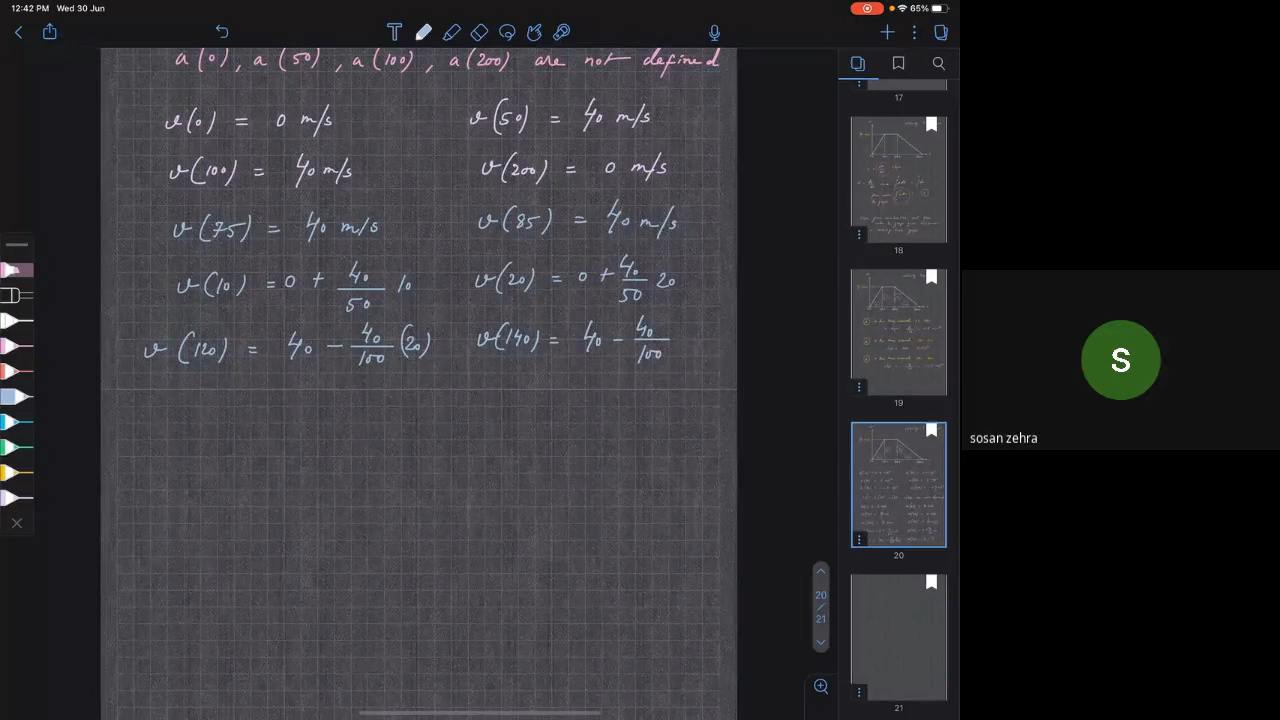 12:42 PM Wed 30 Jun
65%
a(0), a(50), a(100), a(200) are not defined
v(0) = 0 m/s
v(50) = 40 m/s
v(100) = 40 m/s
v(200) = 0 m/s
v(75) = 40 m/s
v(85) = 40 m/s
v(10) = 0 + 40/50 10
v(20) = 0 + 40/50 20
v(120) = 40 - 40/100 (20)
v(140) = 40 - 40/100
17
18
19
20
21
20
/
21
S
sosan zehra